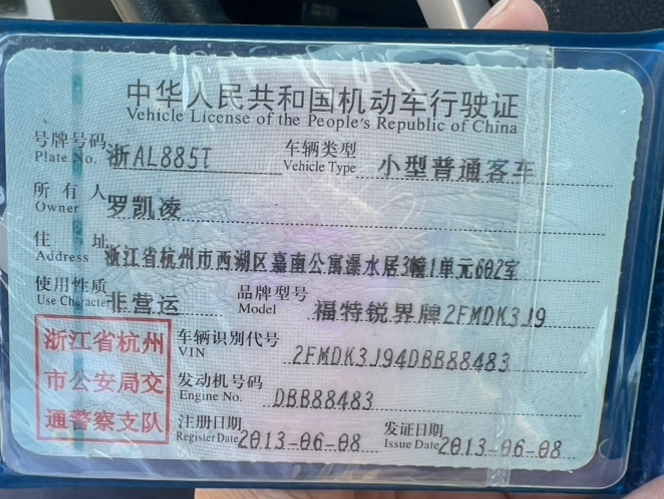 中华人民共和国机动车行驶证
Vehicle License of the People's Republic of China
号牌号码 浙AL885T 车辆类型 小型普通客车
Plate No. Vehicle Type
所有人 罗凯凌
Owner
住址 浙江省杭州市西湖区嘉南公寓瀑水居3幢1单元602室
Address
使用性质 非营运 品牌型号 福特锐界牌2FMDK3J9
Use Character Model
浙江省杭州
市公安局交
通警察支队
车辆识别代号 2FMDK3J94DBB88483
VIN
发动机号码 DBB88483
Engine No.
注册日期 2013-06-08 发证日期 2013-06-08
Register Date Issue Date